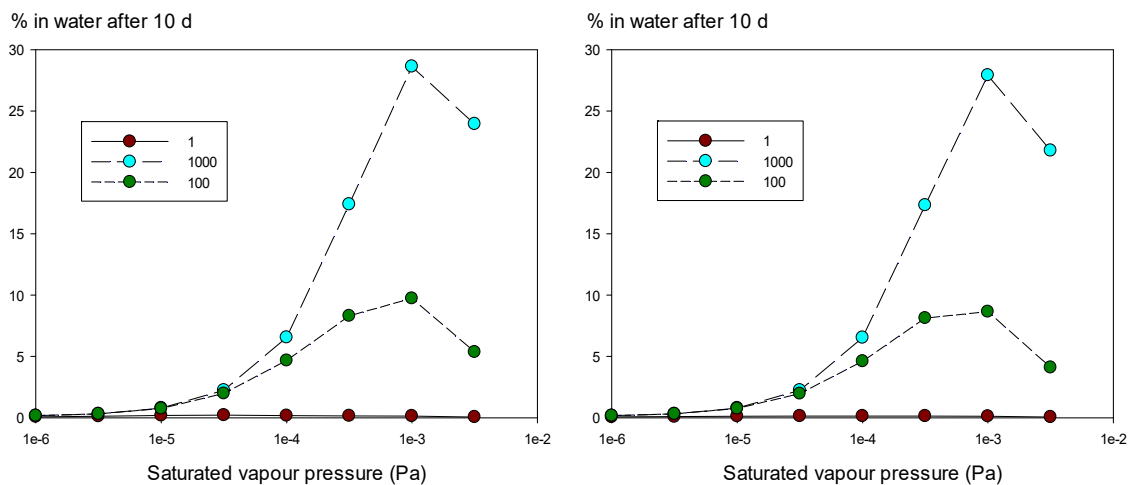 % in water after 10 d
30
25
20
15
10
5
0
1
1000
100
1e-6
1e-5
1e-4
1e-3
1e-2
Saturated vapour pressure (Pa)
% in water after 10 d
30
25
20
15
10
5
0
1
1000
100
1e-6
1e-5
1e-4
1e-3
1e-2
Saturated vapour pressure (Pa)